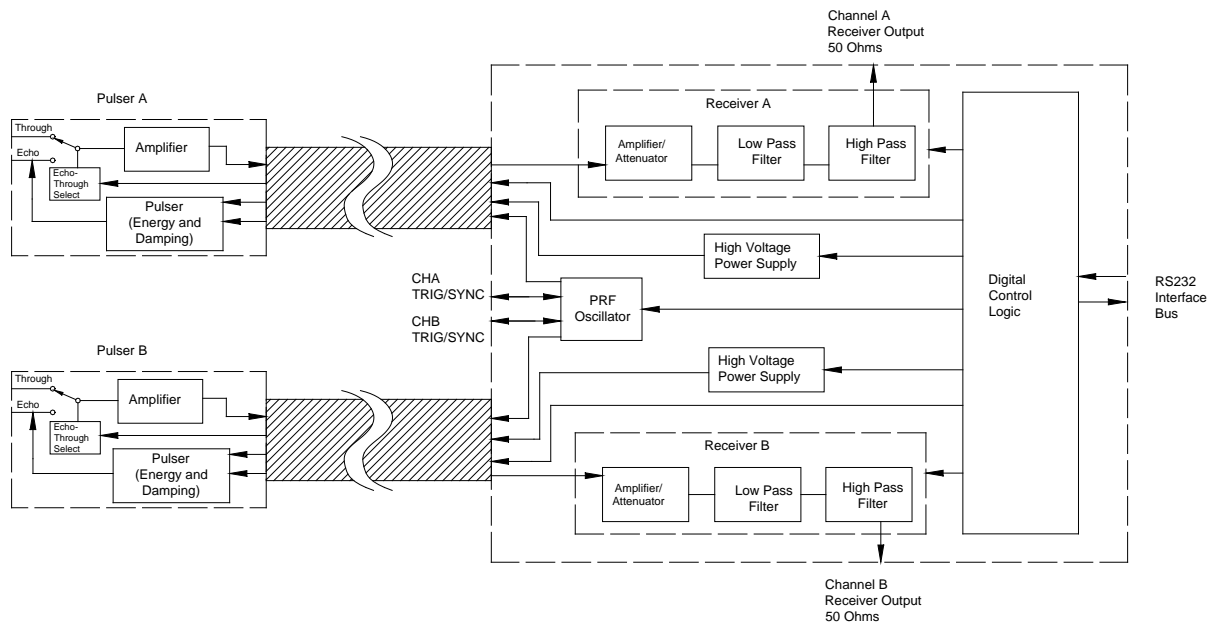 Channel A
Receiver Output
50 Ohms
Pulser A
Through
Echo
Amplifier
Echo-
Through
Select
Pulser
(Energy and
Damping)
Receiver A
Amplifier/
Attenuator
Low Pass
Filter
High Pass
Filter
High Voltage
Power Supply
CHA
TRIG/SYNC
CHB
TRIG/SYNC
PRF
Oscillator
Digital
Control
Logic
RS232
Interface
Bus
High Voltage
Power Supply
Pulser B
Through
Echo
Amplifier
Echo-
Through
Select
Pulser
(Energy and
Damping)
Receiver B
Amplifier/
Attenuator
Low Pass
Filter
High Pass
Filter
Channel B
Receiver Output
50 Ohms